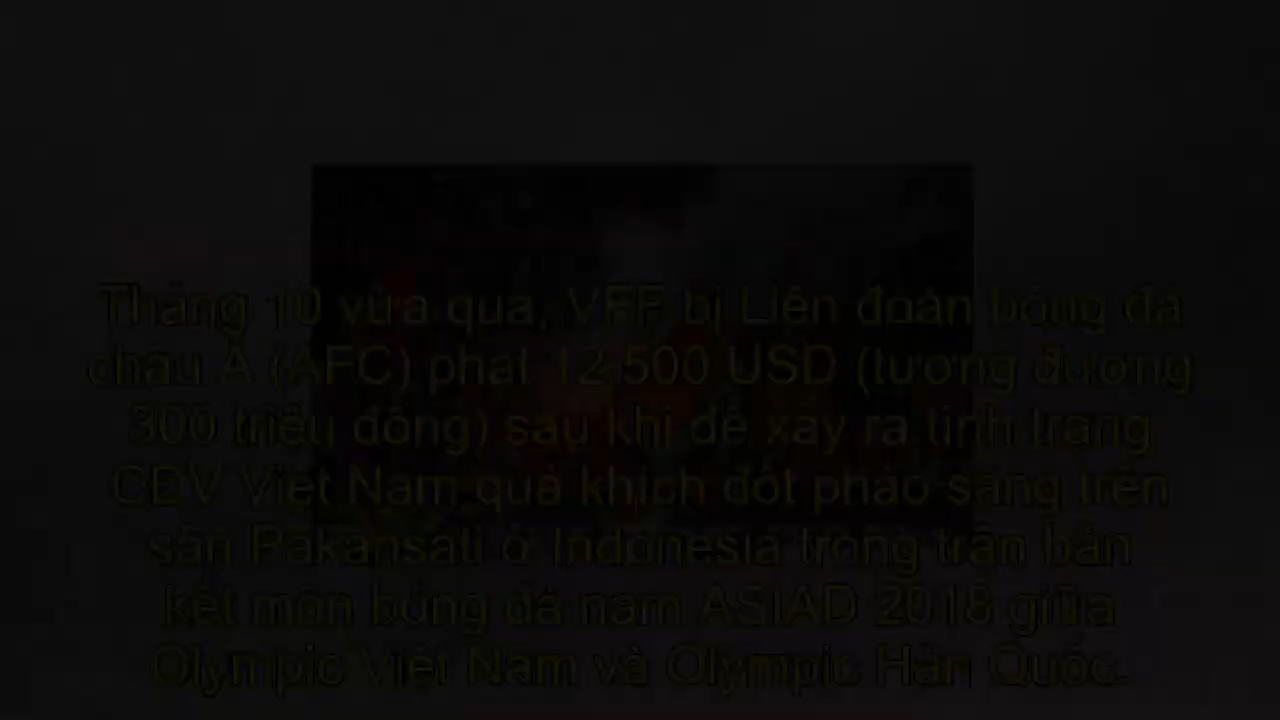 Tháng 10 vừa qua, VFF bị Liên đoàn bóng đá
châu Á (AFC) phạt 12.500 USD (tương đương
300 triệu đồng) sau khi để xảy ra tình trạng
CĐV Việt Nam quá khích đốt pháo sáng trên
sân Pakansari ở Indonesia trong trận bán
kết môn bóng đá nam ASIAD 2018 giữa
Olympic Việt Nam và Olympic Hàn Quốc.